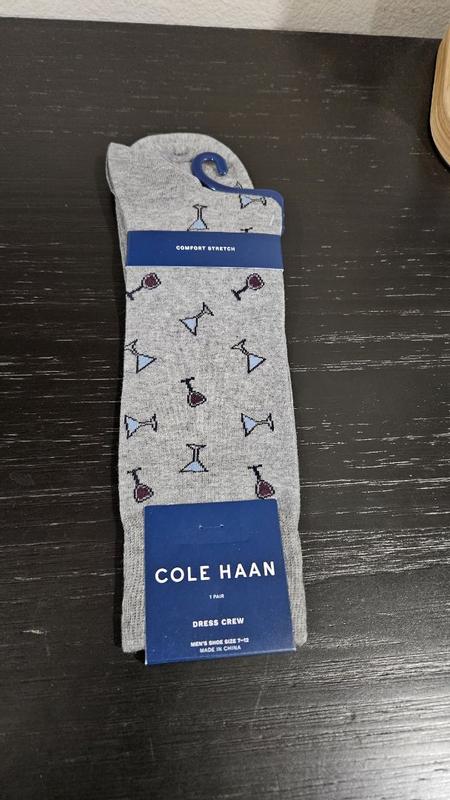 COMFORT STRETCH
COLE HAAN
1 PAIR
DRESS CREW
MEN'S SHOE SIZE 7-12
MADE IN CHINA